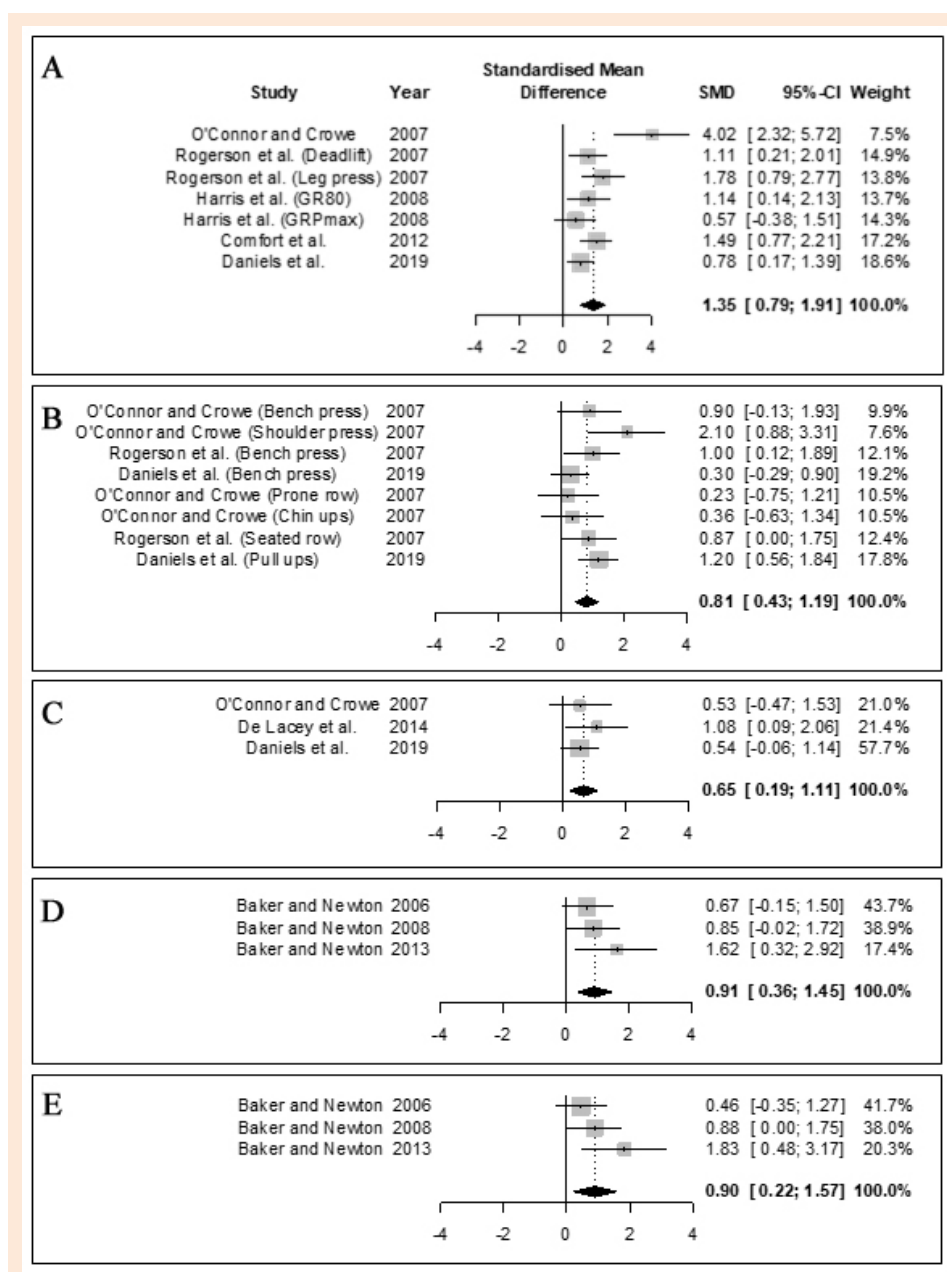 A
Standardised Mean
Study Year Difference SMD 95%-CI Weight
O'Connor and Crowe 2007 4.02 [ 2.32; 5.72] 7.5%
Rogerson et al. (Deadlift) 2007 1.11 [ 0.21; 2.01] 14.9%
Rogerson et al. (Leg press) 2007 1.78 [ 0.79; 2.77] 13.8%
Harris et al. (GR80) 2008 1.14 [ 0.14; 2.13] 13.7%
Harris et al. (GRPmax) 2008 0.57 [-0.38; 1.51] 14.3%
Comfort et al. 2012 1.49 [ 0.77; 2.21] 17.2%
Daniels et al. 2019 0.78 [ 0.17; 1.39] 18.6%
1.35 [ 0.79; 1.91] 100.0%
-4 -2 0 2 4
B
O'Connor and Crowe (Bench press) 2007 0.90 [-0.13; 1.93] 9.9%
O'Connor and Crowe (Shoulder press) 2007 2.10 [ 0.88; 3.31] 7.6%
Rogerson et al. (Bench press) 2007 1.00 [ 0.12; 1.89] 12.1%
Daniels et al. (Bench press) 2019 0.30 [-0.29; 0.90] 19.2%
O'Connor and Crowe (Prone row) 2007 0.23 [-0.75; 1.21] 10.5%
O'Connor and Crowe (Chin ups) 2007 0.36 [-0.63; 1.34] 10.5%
Rogerson et al. (Seated row) 2007 0.87 [ 0.00; 1.75] 12.4%
Daniels et al. (Pull ups) 2019 1.20 [ 0.56; 1.84] 17.8%
0.81 [ 0.43; 1.19] 100.0%
-4 -2 0 2 4
C
O'Connor and Crowe 2007 0.53 [-0.47; 1.53] 21.0%
De Lacey et al. 2014 1.08 [ 0.09; 2.06] 21.4%
Daniels et al. 2019 0.54 [-0.06; 1.14] 57.7%
0.65 [ 0.19; 1.11] 100.0%
-4 -2 0 2 4
D
Baker and Newton 2006 0.67 [-0.15; 1.50] 43.7%
Baker and Newton 2008 0.85 [-0.02; 1.72] 38.9%
Baker and Newton 2013 1.62 [ 0.32; 2.92] 17.4%
0.91 [ 0.36; 1.45] 100.0%
-4 -2 0 2 4
E
Baker and Newton 2006 0.46 [-0.35; 1.27] 41.7%
Baker and Newton 2008 0.88 [ 0.00; 1.75] 38.0%
Baker and Newton 2013 1.83 [ 0.48; 3.17] 20.3%
0.90 [ 0.22; 1.57] 100.0%
-4 -2 0 2 4